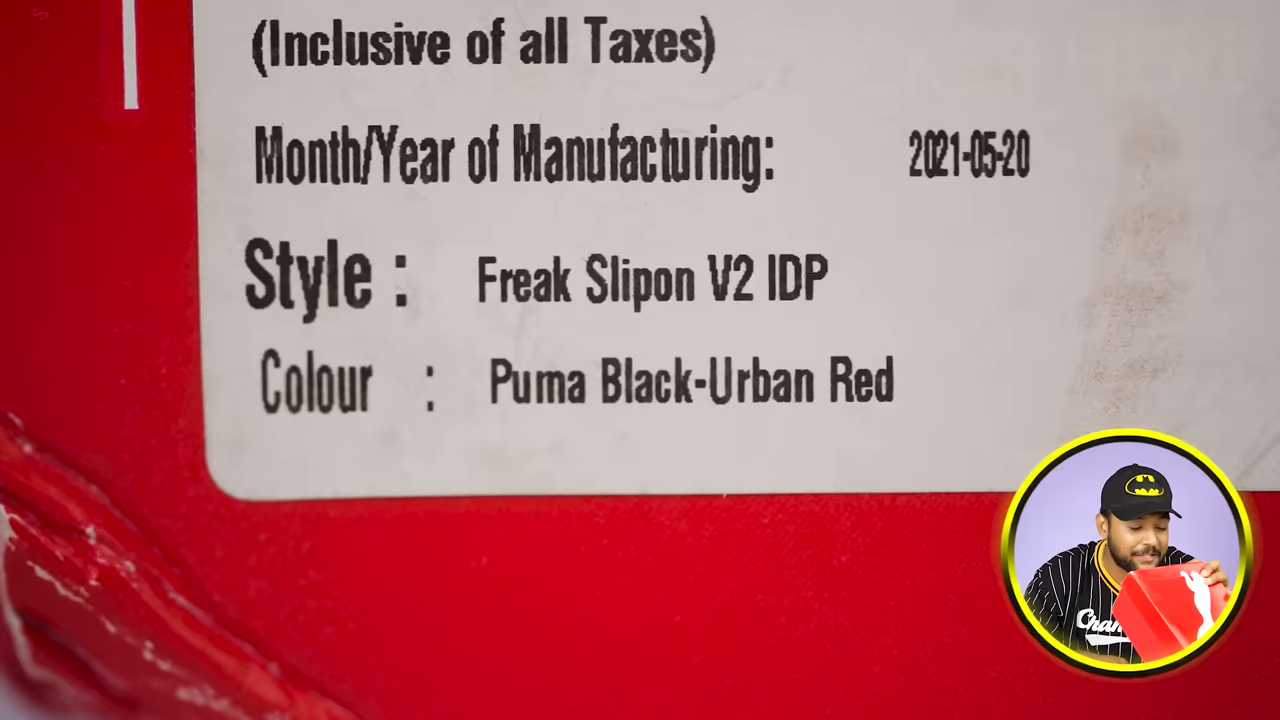 (Inclusive of all Taxes)
Month/Year of Manufacturing: 2021-05-20
Style : Freak Slipon V2 IDP
Colour : Puma Black-Urban Red